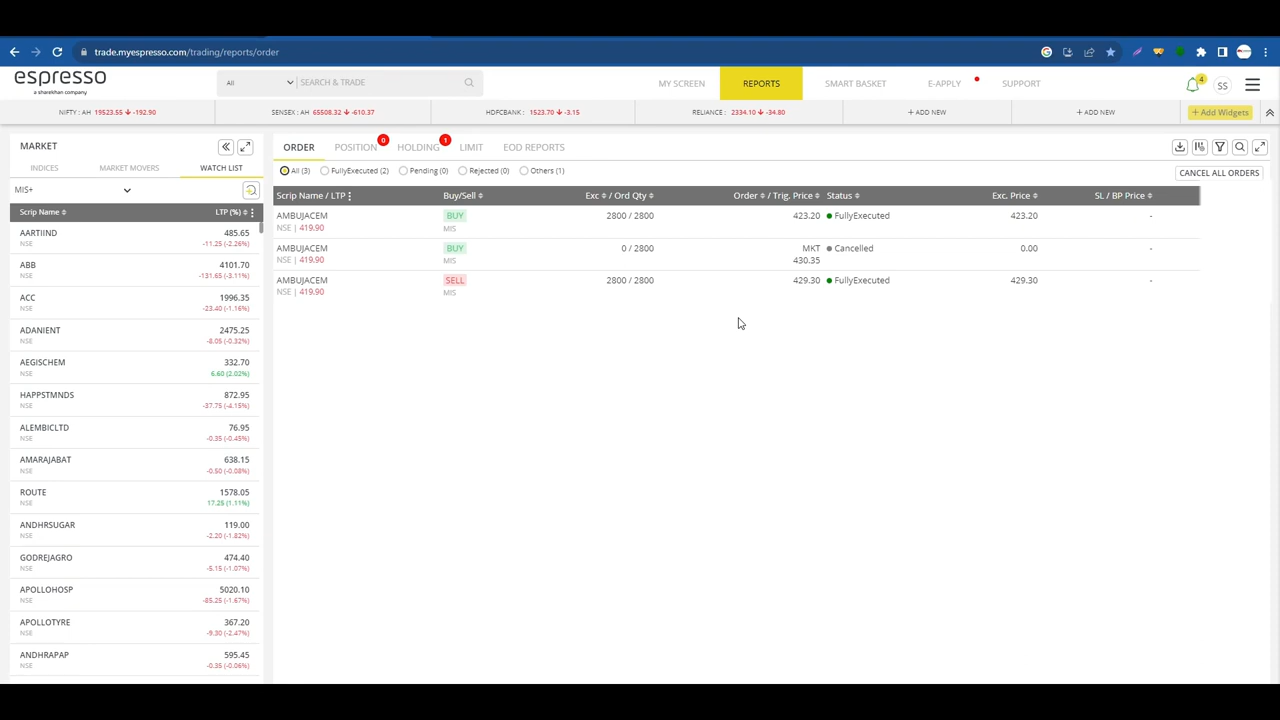 trade.myespresso.com/trading/reports/order
espresso
a sharekhan company
All
SEARCH & TRADE
MY SCREEN
REPORTS
SMART BASKET
E-APPLY
SUPPORT
4
SS
NIFTY : AH 19523.55 -192.90
SENSEX : AH 65508.32 -610.37
HDFCBANK : 1523.70 -3.15
RELIANCE : 2334.10 -34.80
+ ADD NEW
+ ADD NEW
+ Add Widgets
MARKET
INDICES MARKET MOVERS WATCH LIST
MIS+
Scrip Name LTP (%)
AARTIIND 485.65
NSE -11.25 (-2.26%)
ABB 4101.70
NSE -131.65 (-3.11%)
ACC 1996.35
NSE -23.40 (-1.16%)
ADANIENT 2475.25
NSE -8.05 (-0.32%)
AEGISCHEM 332.70
NSE 6.60 (2.02%)
HAPPSTMNDS 872.95
NSE -37.75 (-4.15%)
ALEMBICLTD 76.95
NSE -0.35 (-0.45%)
AMARAJABAT 638.15
NSE -0.50 (-0.08%)
ROUTE 1578.05
NSE 17.25 (1.11%)
ANDHRSUGAR 119.00
NSE -2.20 (-1.82%)
GODREJAGRO 474.40
NSE -5.15 (-1.07%)
APOLLOHOSP 5020.10
NSE -85.25 (-1.67%)
APOLLOTYRE 367.20
NSE -9.30 (-2.47%)
ANDHRAPAP 595.45
NSE -0.35 (-0.06%)
ORDER POSITION 0 HOLDING 1 LIMIT EOD REPORTS
All (3) FullyExecuted (2) Pending (0) Rejected (0) Others (1)
CANCEL ALL ORDERS
Scrip Name / LTP Buy/Sell Exc / Ord Qty Order / Trig. Price Status Exc. Price SL / BP Price
AMBUJACEM BUY 2800 / 2800 423.20 FullyExecuted 423.20 -
NSE | 419.90 MIS
AMBUJACEM BUY 0 / 2800 MKT Cancelled 0.00 -
NSE | 419.90 MIS 430.35
AMBUJACEM SELL 2800 / 2800 429.30 FullyExecuted 429.30 -
NSE | 419.90 MIS